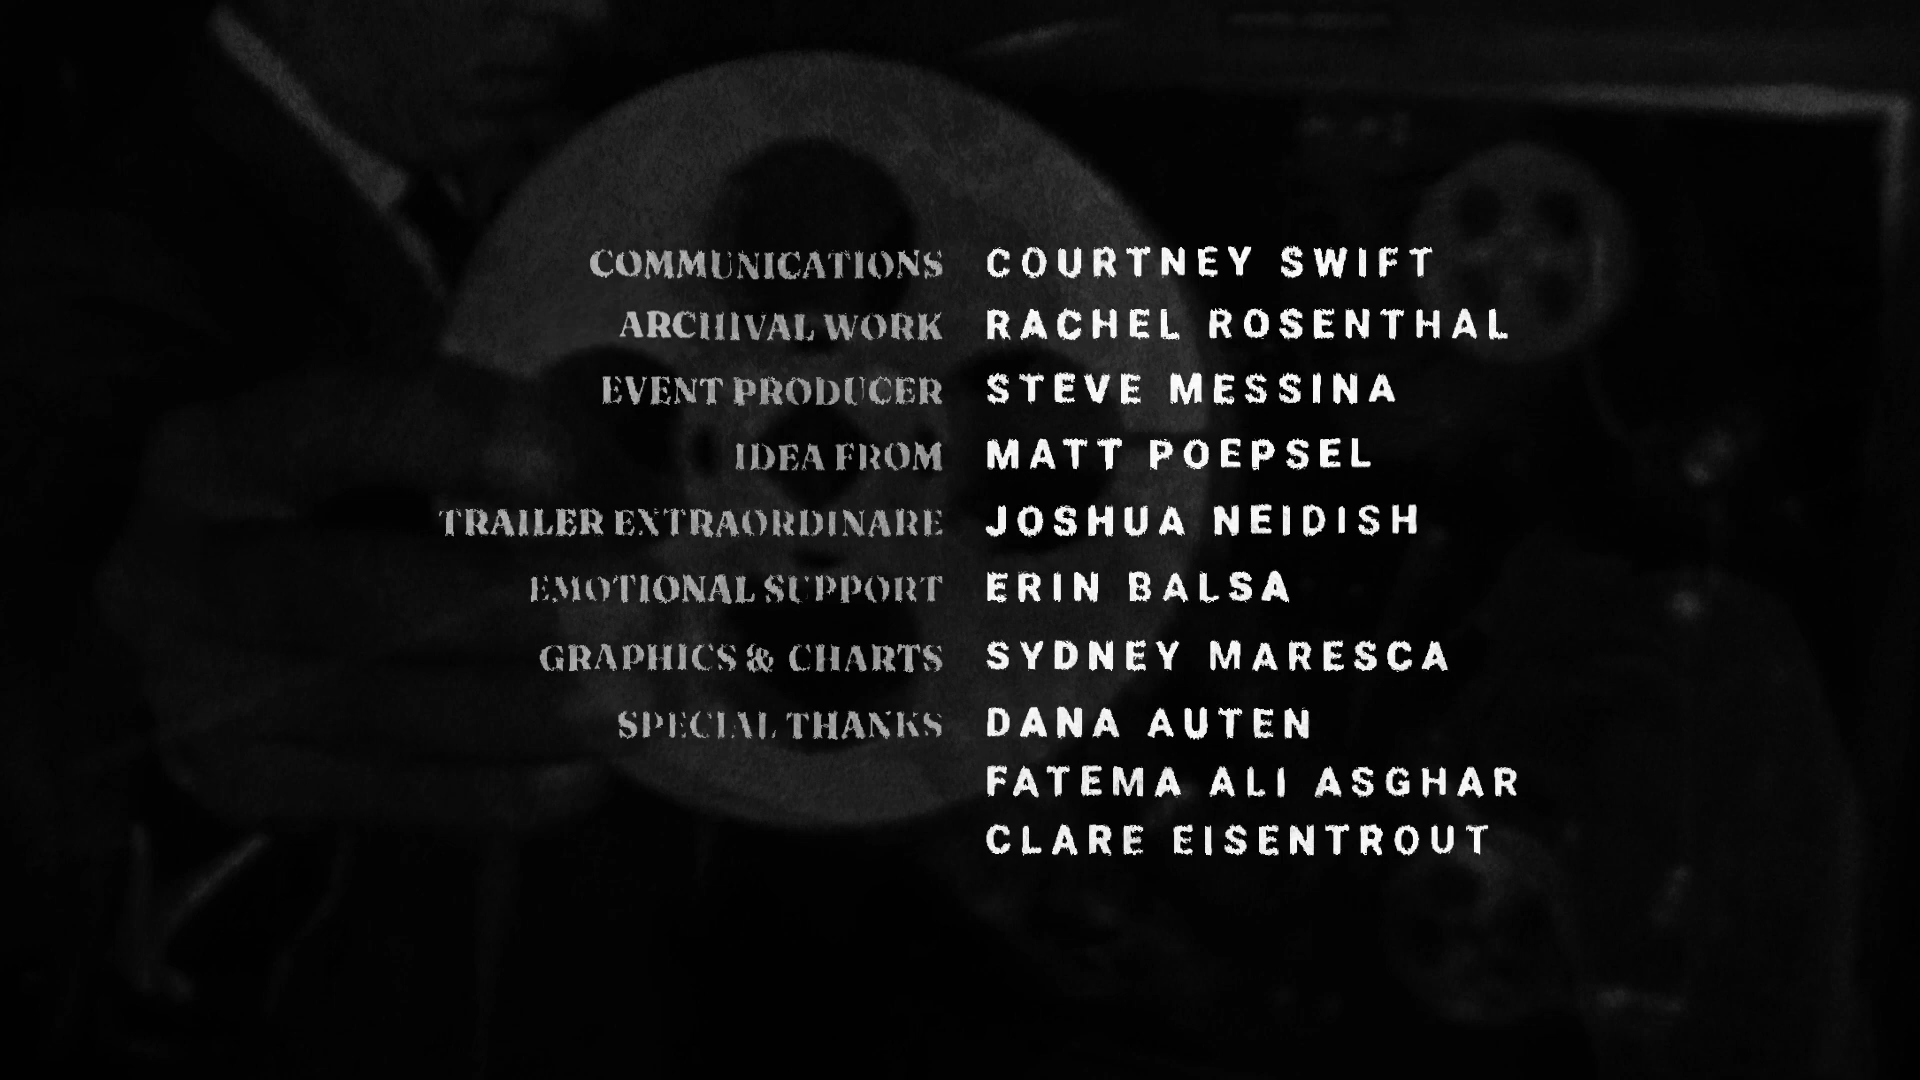 COMMUNICATIONS COURTNEY SWIFT
ARCHIVAL WORK RACHEL ROSENTHAL
EVENT PRODUCER STEVE MESSINA
IDEA FROM MATT POEPSEL
TRAILER EXTRAORDINARE JOSHUA NEIDISH
EMOTIONAL SUPPORT ERIN BALSA
GRAPHICS & CHARTS SYDNEY MARESCA
SPECIAL THANKS DANA AUTEN
FATEMA ALI ASGHAR
CLARE EISENTROUT